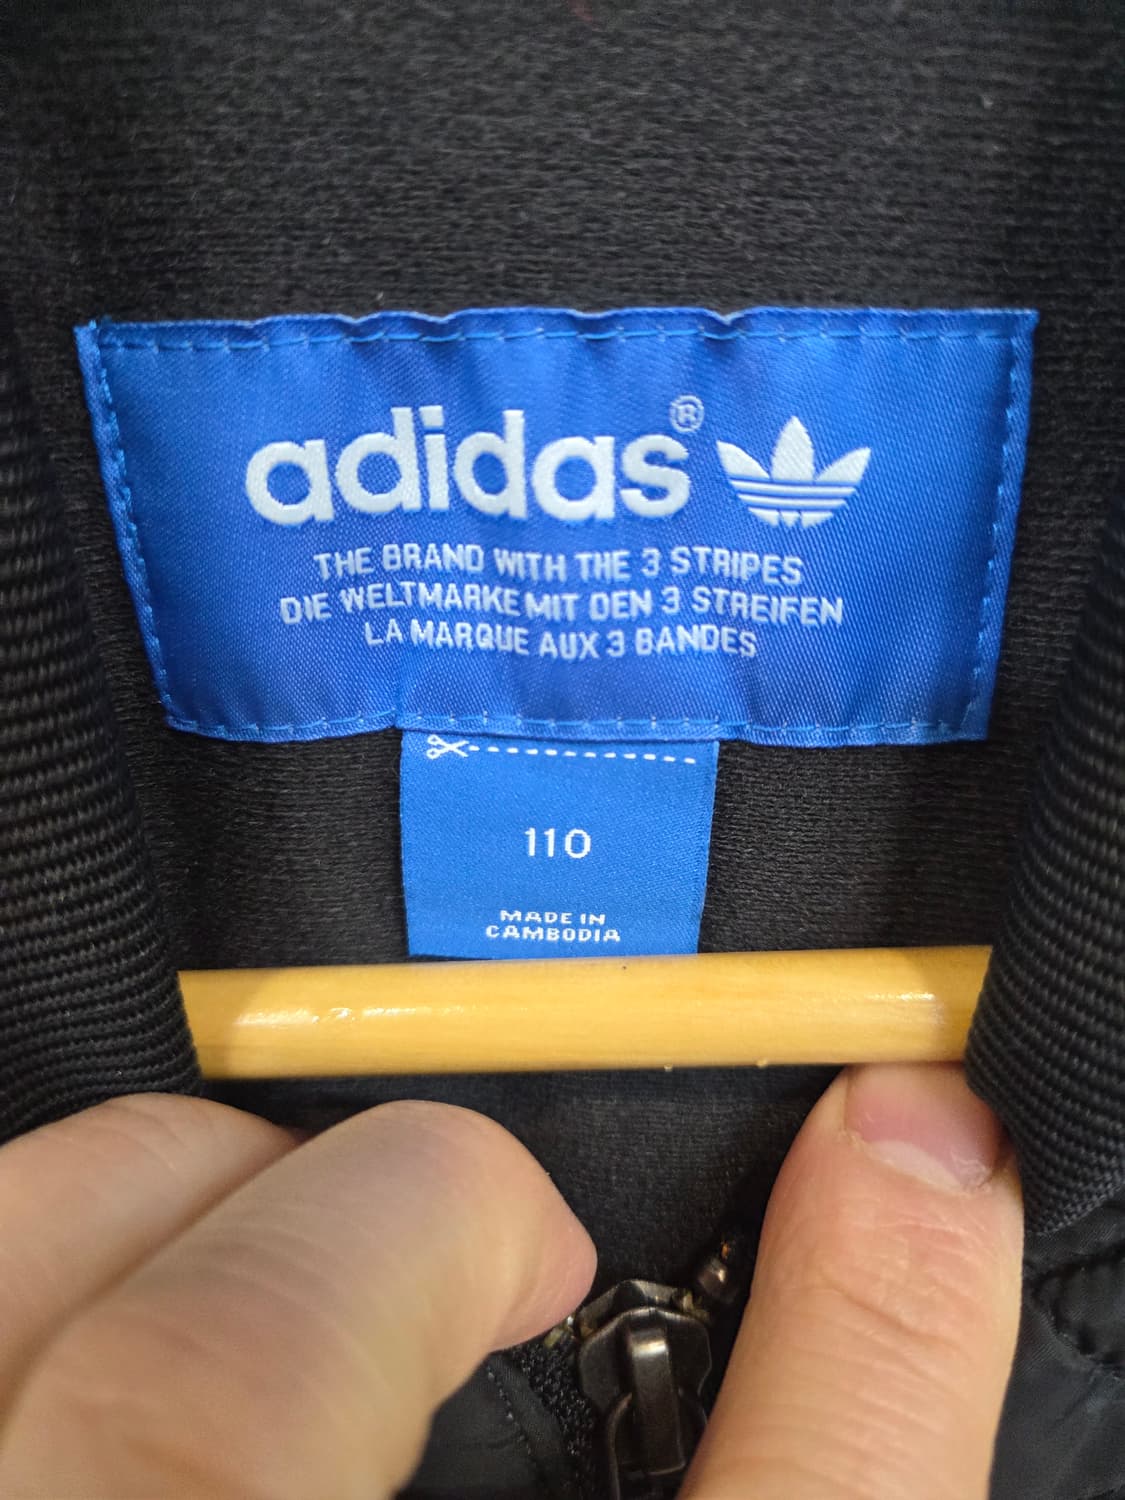 adidas®
THE BRAND WITH THE 3 STRIPES
DIE WELTMARKE MIT DEN 3 STREIFEN
LA MARQUE AUX 3 BANDES
110
MADE IN
CAMBODIA